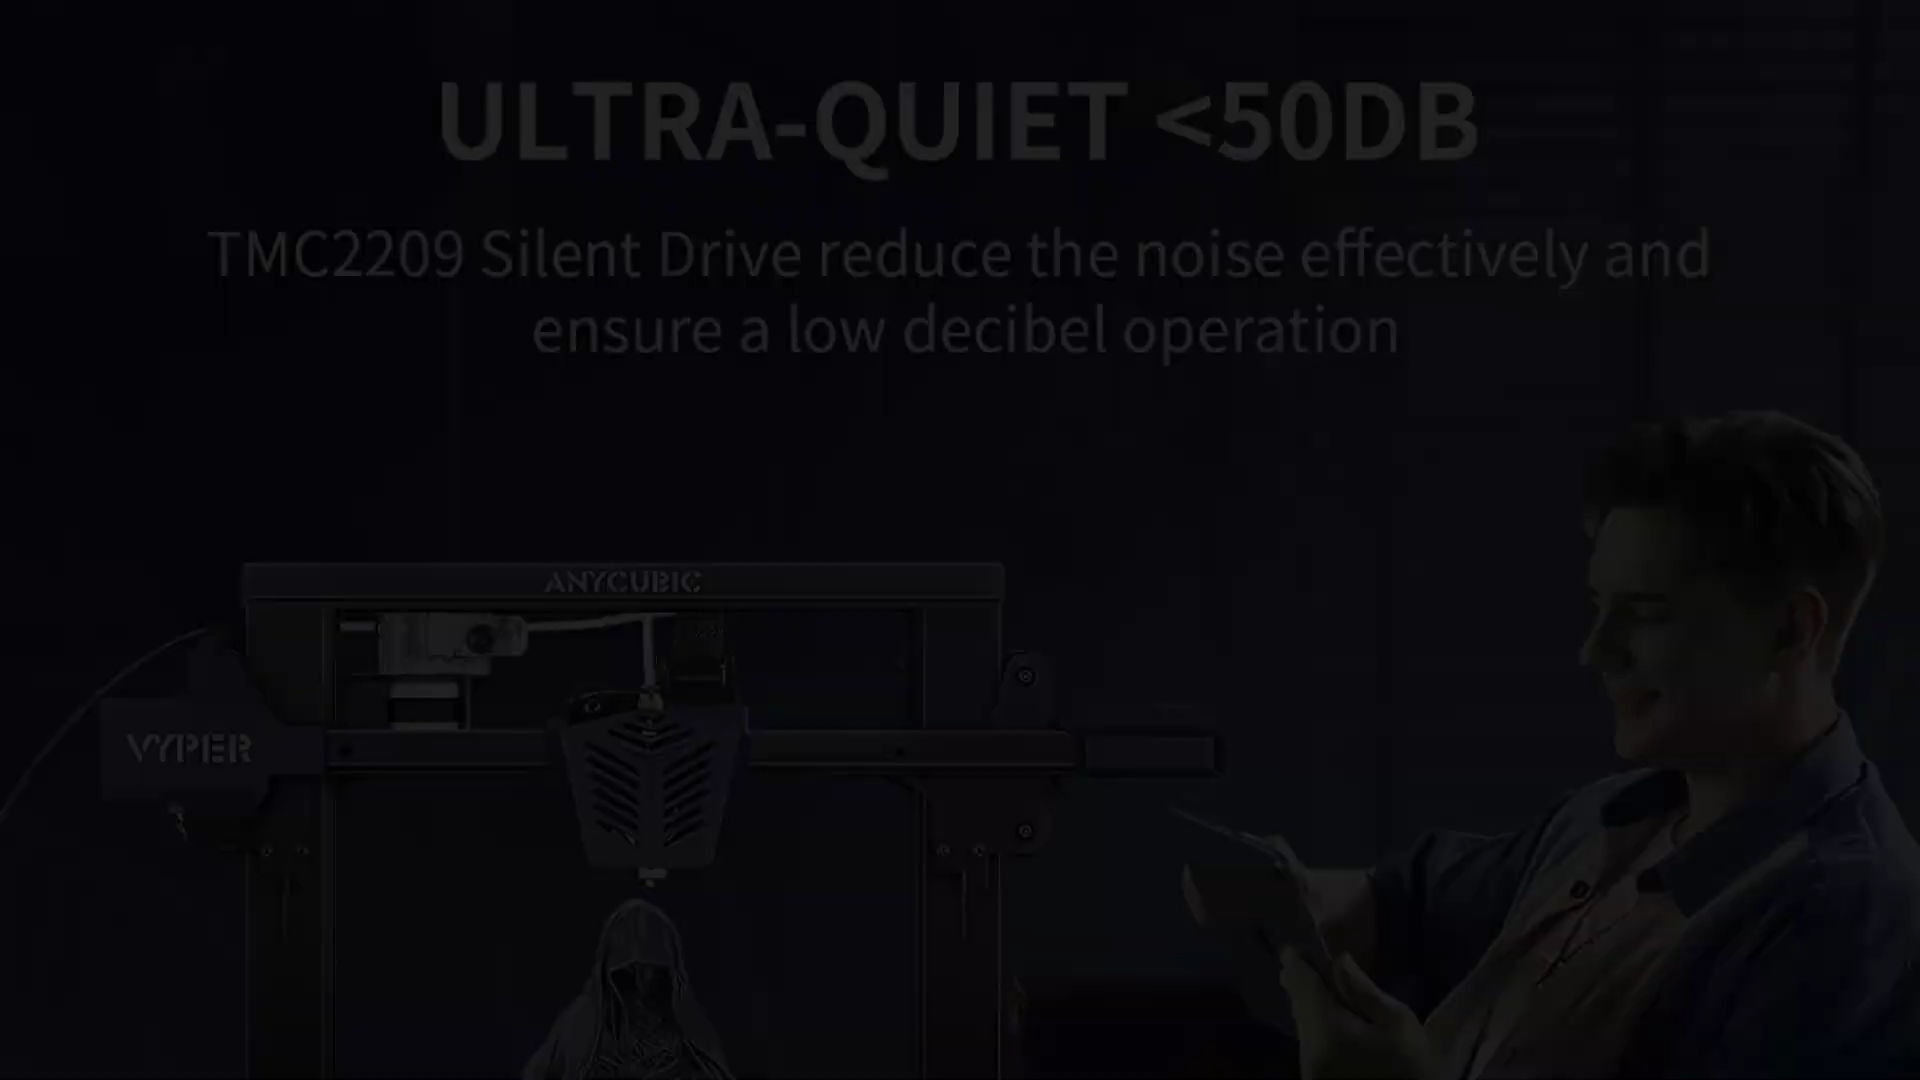 ULTRA-QUIET <50DB
TMC2209 Silent Drive reduce the noise effectively and
ensure a low decibel operation
ANYCUBIC
VYPER